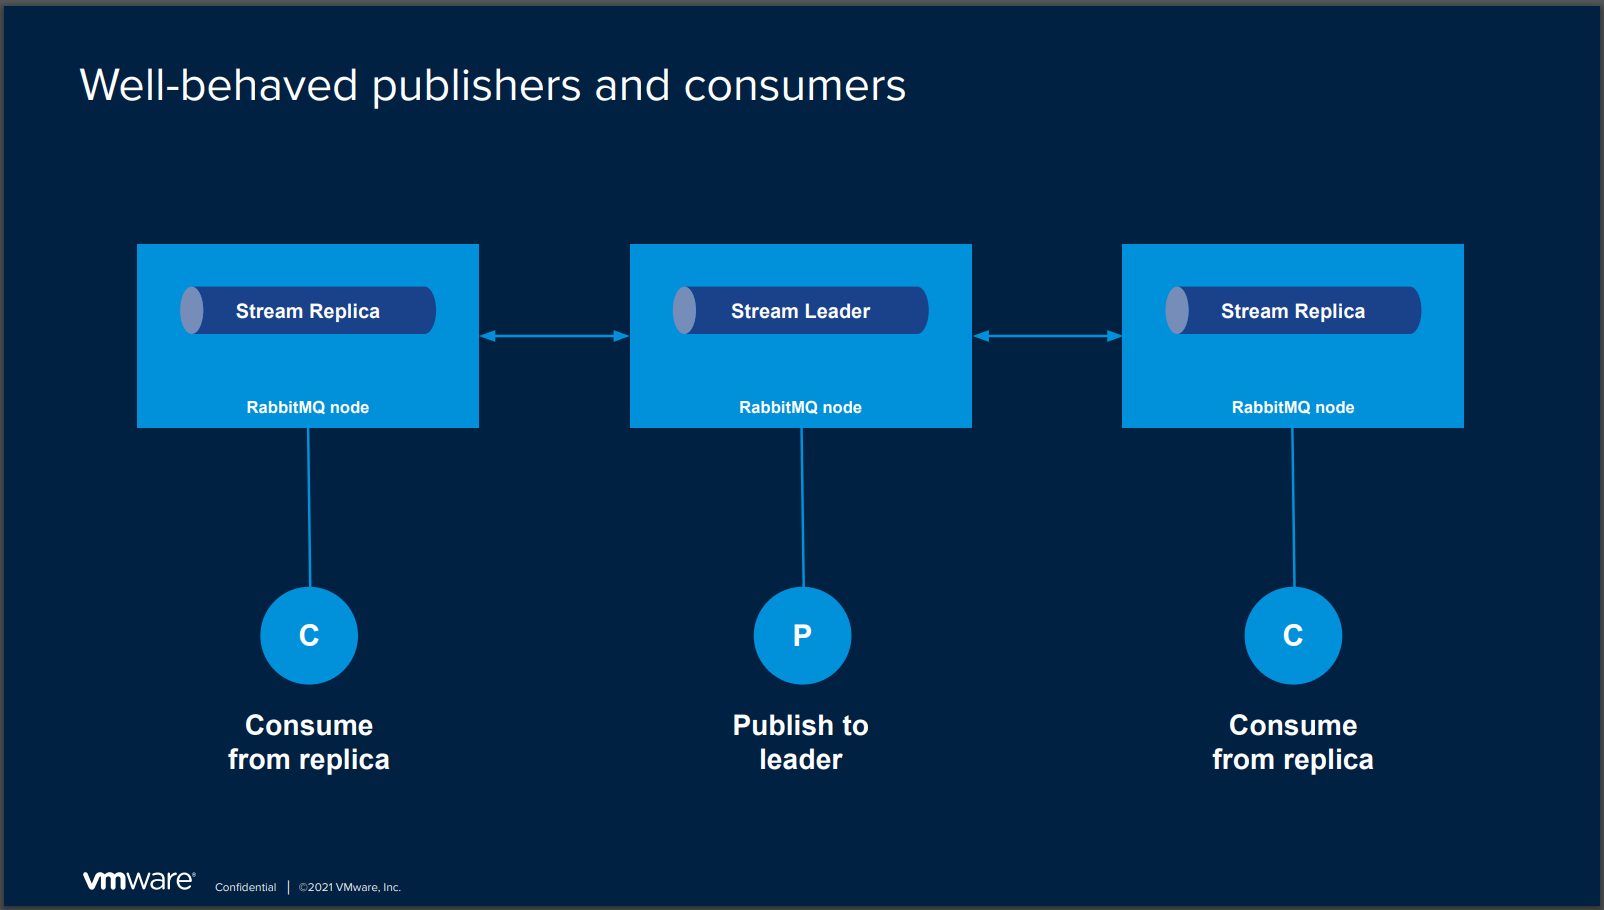 Well-behaved publishers and consumers
Stream Replica
Stream Leader
Stream Replica
RabbitMQ node
RabbitMQ node
RabbitMQ node
C
P
C
Consume
from replica
Publish to
leader
Consume
from replica
vmware®
Confidential | ©2021 VMware, Inc.